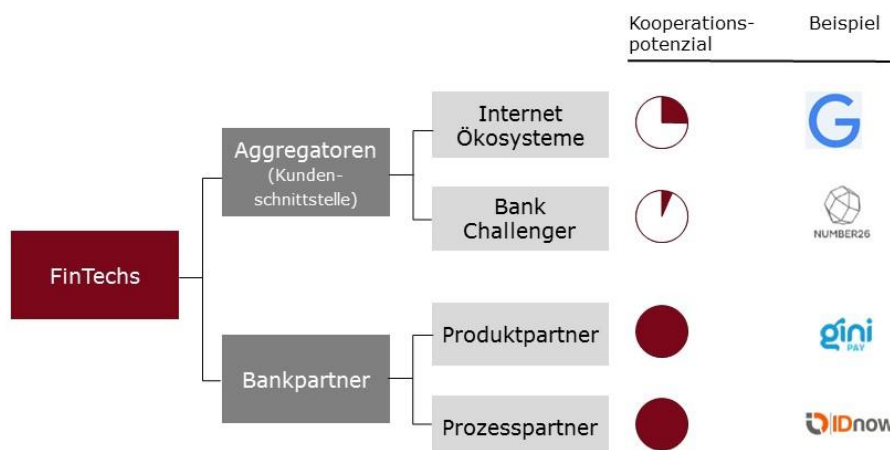 Kooperations-
potenzial
Beispiel
Internet
Ökosysteme
G
Aggregatoren
(Kunden-
schnittstelle)
Bank
Challenger
NUMBER26
FinTechs
Produktpartner
gini
PAY
Bankpartner
Prozesspartner
IDnow